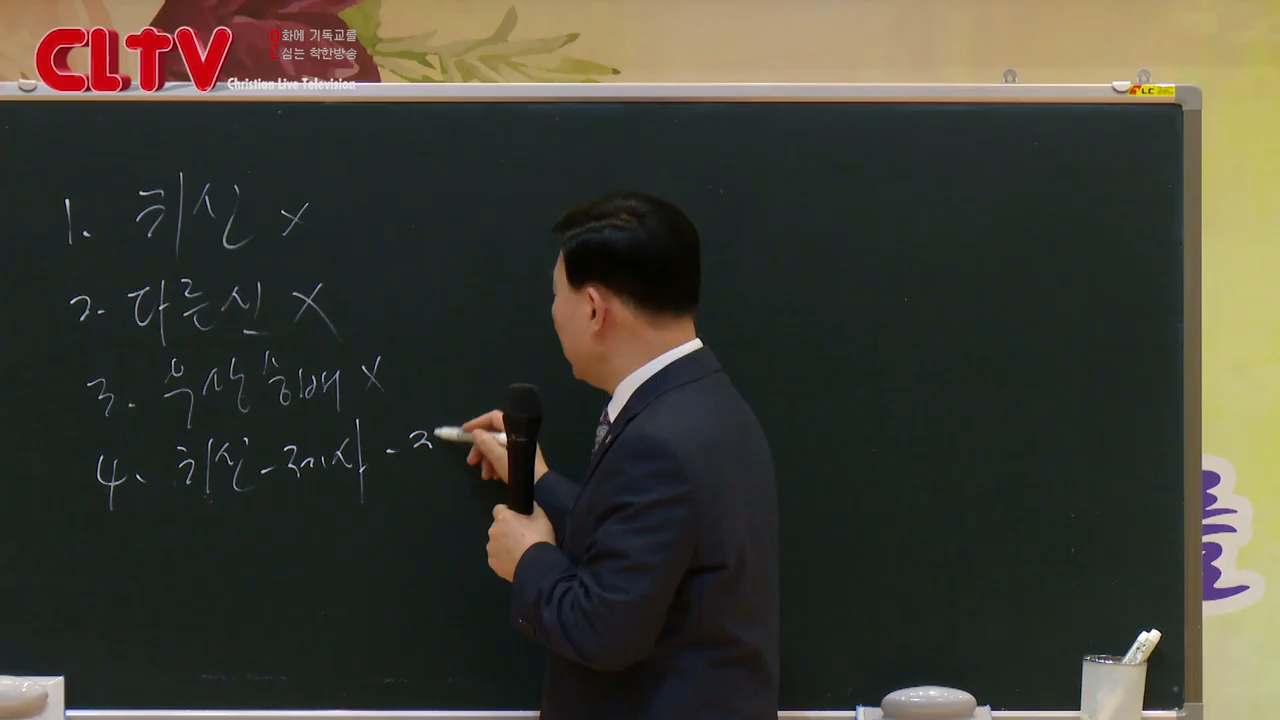 CLTV
문화에 기독교를
심는 착한방송
Christian Live Television
1. 귀신 X
2. 다른신 X
3. 우상숭배 X
4. 귀신-제사-